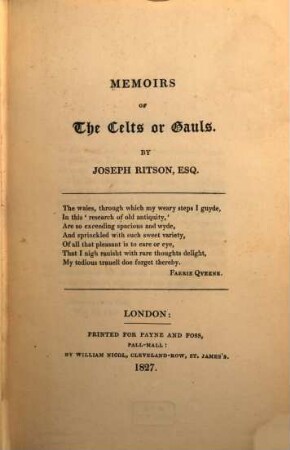 MEMOIRS
OF
The Celts or Gauls.
BY
JOSEPH RITSON, ESQ.
The waies, through which my weary steps I guyde,
In this ' research of old antiquity,'
Are so exceeding spacious and wyde,
And sprinckled with such sweet variety,
Of all that pleasant is to eare or eye,
That I nigh ravisht with rare thoughts delight,
My tedious travell doe forget thereby.
FAERIE QVEENE.
LONDON:
PRINTED FOR PAYNE AND FOSS,
PALL-MALL:
BY WILLIAM NICOL, CLEVELAND-ROW, ST. JAMES'S.
1827.